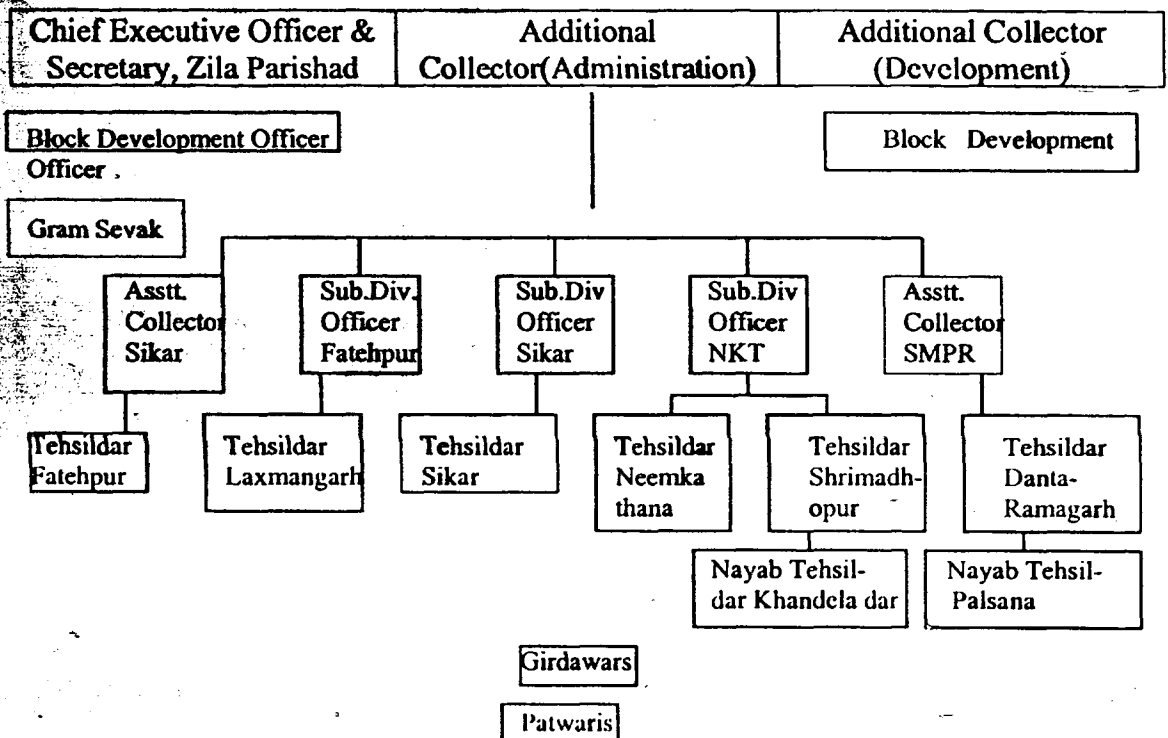 Chief Executive Officer &
Secretary, Zila Parishad
Additional
Collector(Administration)
Additional Collector
(Development)
Block Development Officer
Officer .
Block Development
Gram Sevak
Asstt.
Collector
Sikar
Sub.Div.
Officer
Fatehpur
Sub.Div
Officer
Sikar
Sub.Div
Officer
NKT
Asstt.
Collector
SMPR
Tehsildar
Fatehpur
Tehsildar
Laxmangarh
Tehsildar
Sikar
Tehsildar
Neemka
thana
Tehsildar
Shrimadh-
opur
Tehsildar
Danta-
Ramagarh
Nayab Tehsil-
dar Khandela dar
Nayab Tehsil-
Palsana
Girdawars
Patwaris